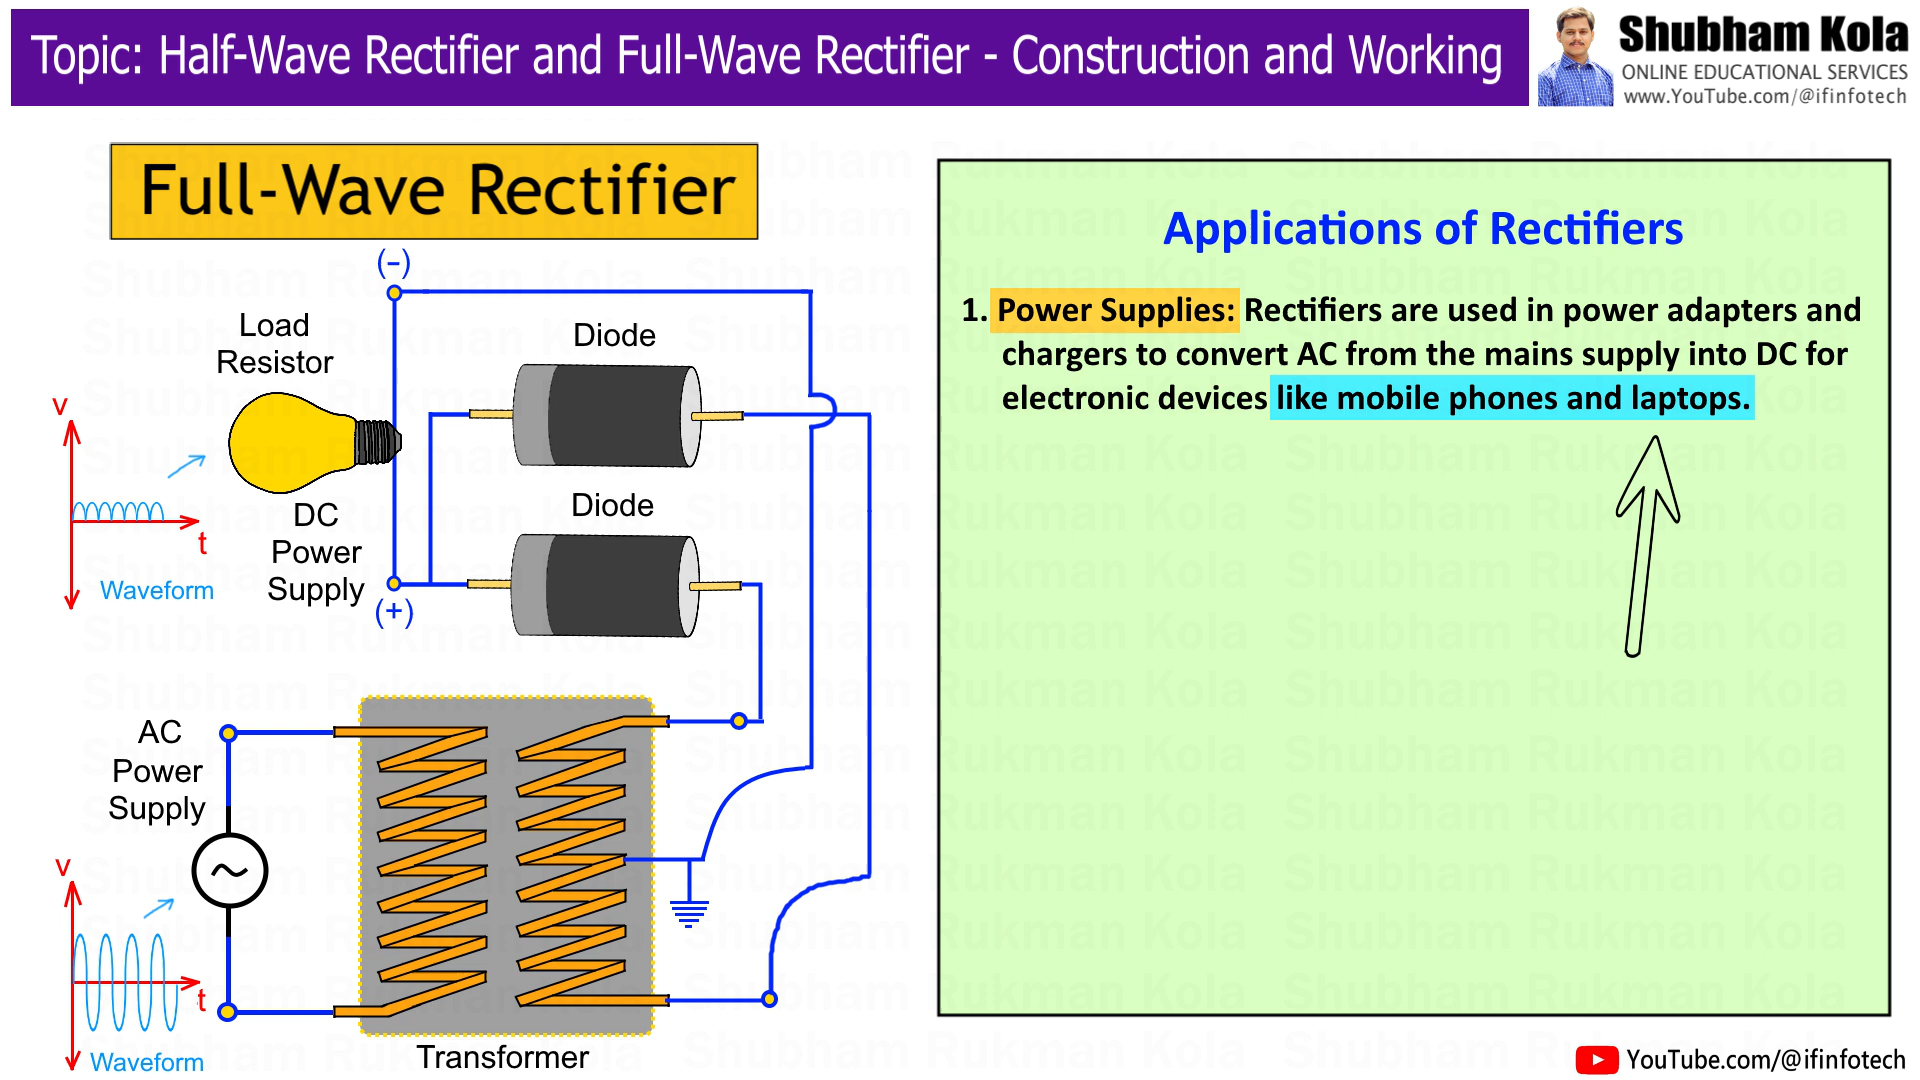 Topic: Half-Wave Rectifier and Full-Wave Rectifier - Construction and Working
Shubham Kola
ONLINE EDUCATIONAL SERVICES
www.YouTube.com/@ifinfotech
Full-Wave Rectifier
(-)
Load
Resistor
Diode
V
t
Waveform
DC
Power
Supply
(+)
Diode
AC
Power
Supply
V
t
Waveform
Transformer
Applications of Rectifiers
1. Power Supplies: Rectifiers are used in power adapters and
chargers to convert AC from the mains supply into DC for
electronic devices like mobile phones and laptops.
YouTube.com/@ifinfotech
Shubham Rukman Kola